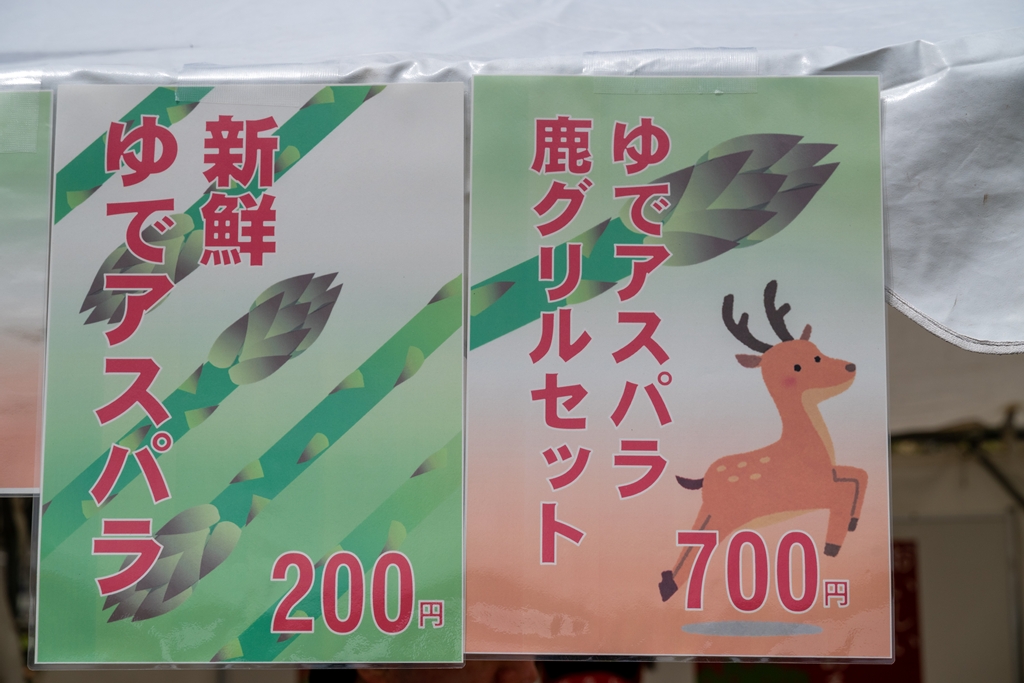 新鮮
ゆでアスパラ
200円
ゆでアスパラ
鹿グリルセット
700円